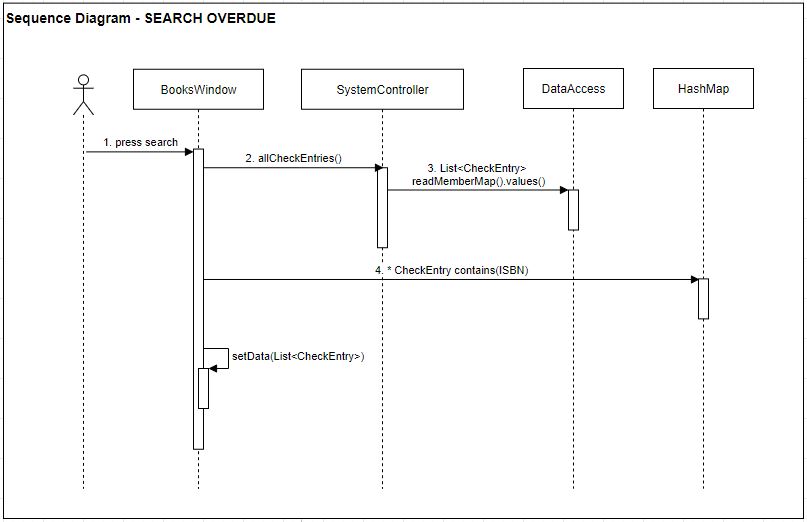 Sequence Diagram - SEARCH OVERDUE
BooksWindow
SystemController
DataAccess
HashMap
1. press search
2. allCheckEntries()
3. List<CheckEntry>
readMemberMap().values()
4. * CheckEntry contains(ISBN)
setData(List<CheckEntry>)